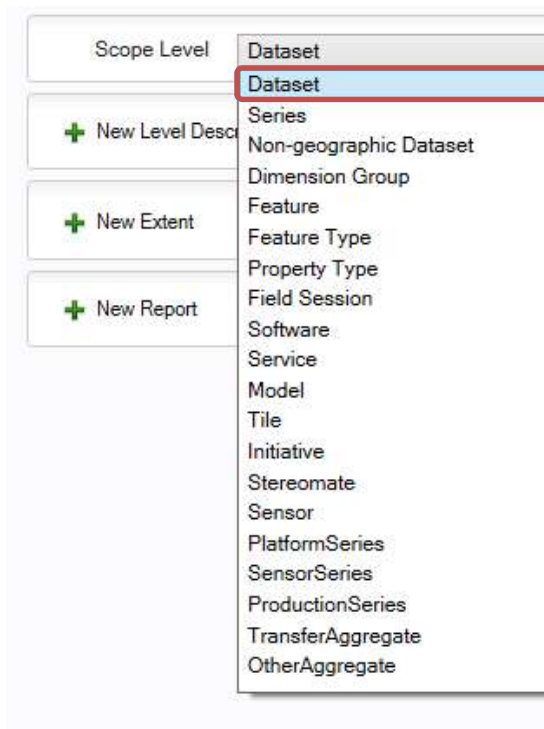 Scope Level Dataset
Dataset
Series
New Level Descr
Non-geographic Dataset
Dimension Group
Feature
New Extent
Feature Type
Property Type
Field Session
New Report
Software
Service
Model
Tile
Initiative
Stereomate
Sensor
PlatformSeries
SensorSeries
ProductionSeries
TransferAggregate
OtherAggregate